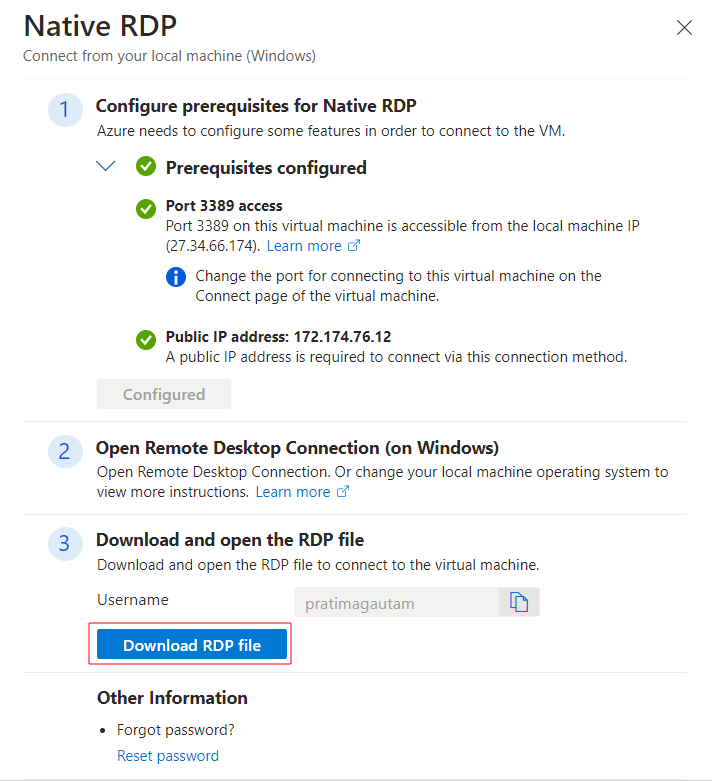 Native RDP
Connect from your local machine (Windows)
1
Configure prerequisites for Native RDP
Azure needs to configure some features in order to connect to the VM.
Prerequisites configured
Port 3389 access
Port 3389 on this virtual machine is accessible from the local machine IP
(27.34.66.174). Learn more
Change the port for connecting to this virtual machine on the
Connect page of the virtual machine.
Public IP address: 172.174.76.12
A public IP address is required to connect via this connection method.
Configured
2
Open Remote Desktop Connection (on Windows)
Open Remote Desktop Connection. Or change your local machine operating system to
view more instructions. Learn more
3
Download and open the RDP file
Download and open the RDP file to connect to the virtual machine.
Username
pratimagautam
Download RDP file
Other Information
• Forgot password?
Reset password